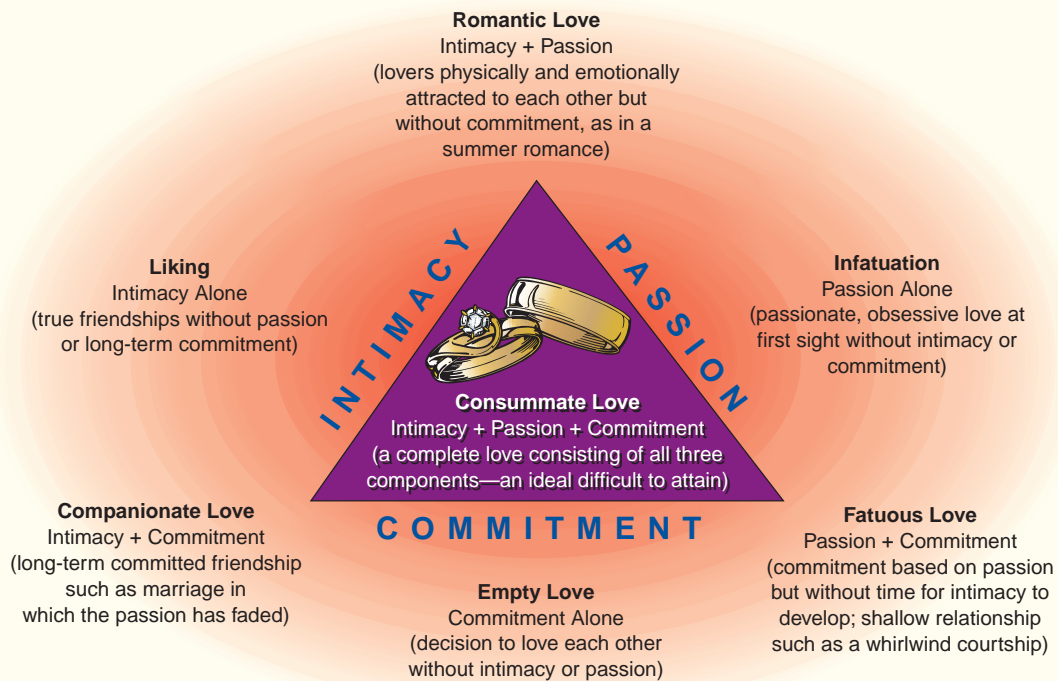 Romantic Love
Intimacy + Passion
(lovers physically and emotionally
attracted to each other but
without commitment, as in a
summer romance)
INTIMACY
PASSION
Liking
Intimacy Alone
(true friendships without passion
or long-term commitment)
Infatuation
Passion Alone
(passionate, obsessive love at
first sight without intimacy or
commitment)
Consummate Love
Intimacy + Passion + Commitment
(a complete love consisting of all three
components—an ideal difficult to attain)
COMMITMENT
Companionate Love
Intimacy + Commitment
(long-term committed friendship
such as marriage in
which the passion has faded)
Empty Love
Commitment Alone
(decision to love each other
without intimacy or passion)
Fatuous Love
Passion + Commitment
(commitment based on passion
but without time for intimacy to
develop; shallow relationship
such as a whirlwind courtship)